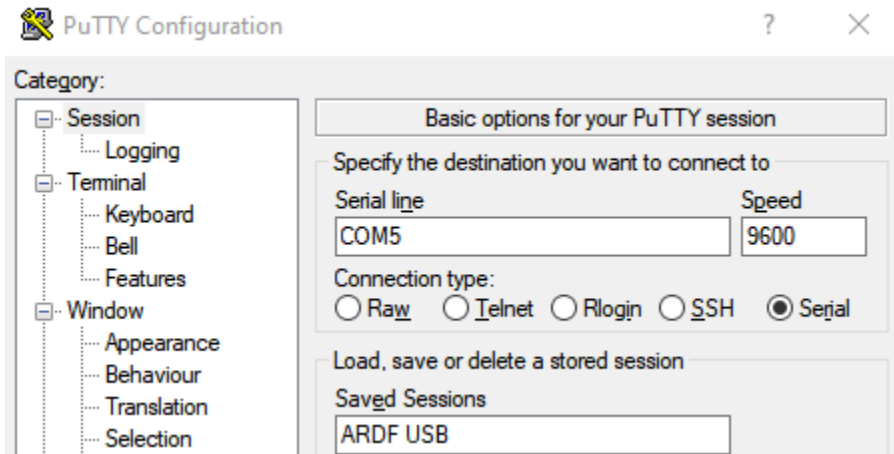 PuTTY Configuration
Category:
Session
Logging
Terminal
Keyboard
Bell
Features
Window
Appearance
Behaviour
Translation
Selection
Basic options for your PuTTY session
Specify the destination you want to connect to
Serial line Speed
COM5 9600
Connection type:
Raw Telnet Rlogin SSH Serial
Load, save or delete a stored session
Saved Sessions
ARDF USB